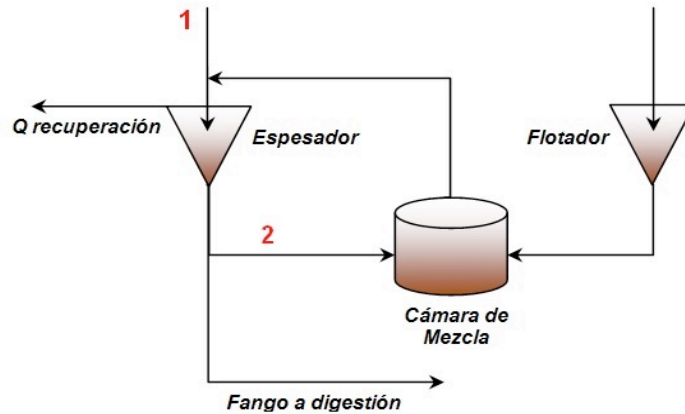 1
Q recuperación
Espesador
Flotador
2
Cámara de
Mezcla
Fango a digestión